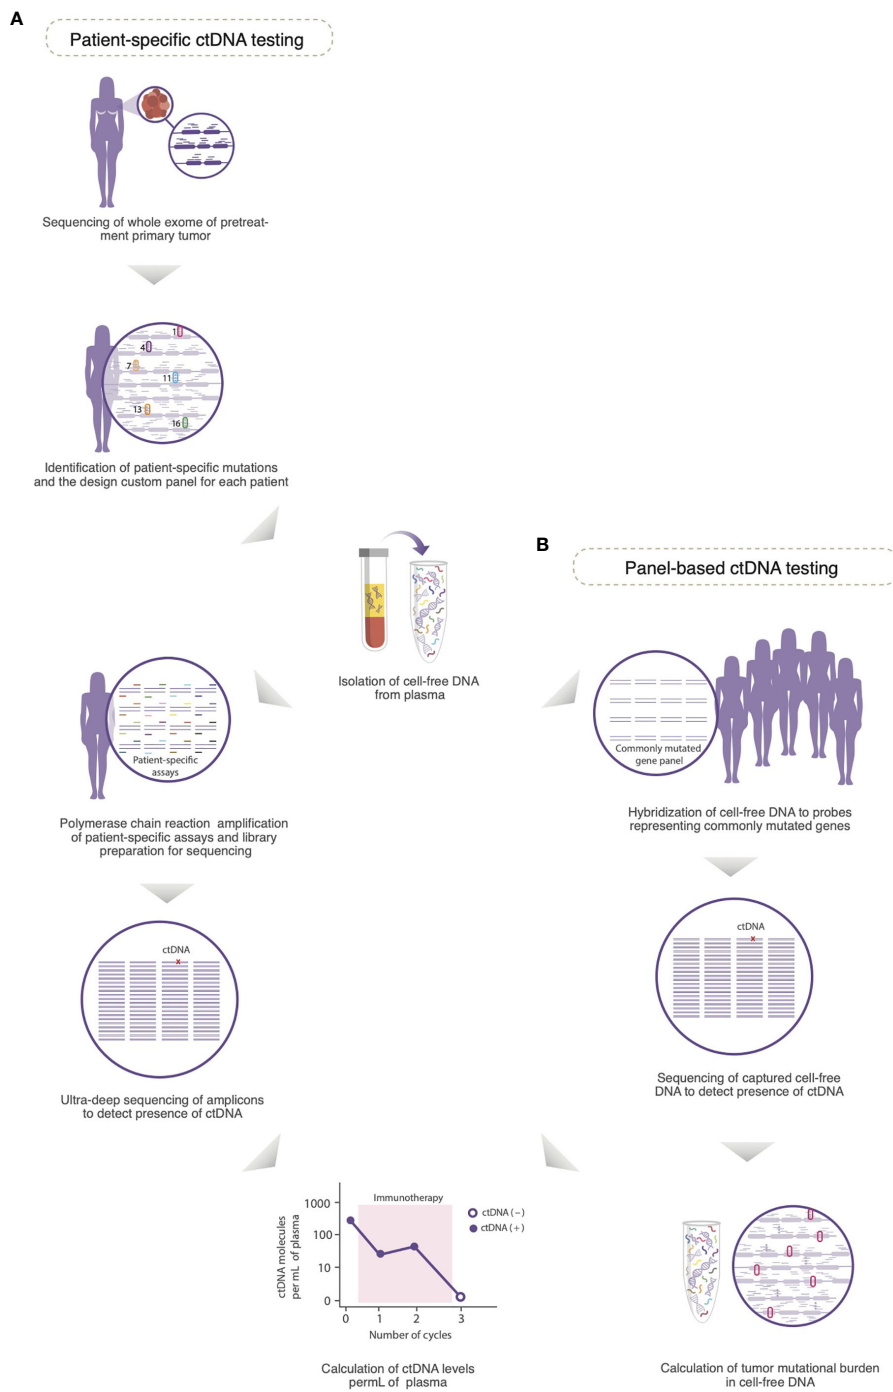 A
Patient-specific ctDNA testing
Sequencing of whole exome of pretreat-
ment primary tumor
1
4
7
11
13
16
Identification of patient-specific mutations
and the design custom panel for each patient
Isolation of cell-free DNA
from plasma
Patient-specific
assays
Polymerase chain reaction amplification
of patient-specific assays and library
preparation for sequencing
ctDNA
x
Ultra-deep sequencing of amplicons
to detect presence of ctDNA
B
Panel-based ctDNA testing
Commonly mutated
gene panel
Hybridization of cell-free DNA to probes
representing commonly mutated genes
ctDNA
x
Sequencing of captured cell-free
DNA to detect presence of ctDNA
Immunotherapy
ctDNA (−)
ctDNA (+)
ctDNA molecules
per mL of plasma
1000
100
10
0
0 1 2 3
Number of cycles
Calculation of ctDNA levels
permL of plasma
Calculation of tumor mutational burden
in cell-free DNA